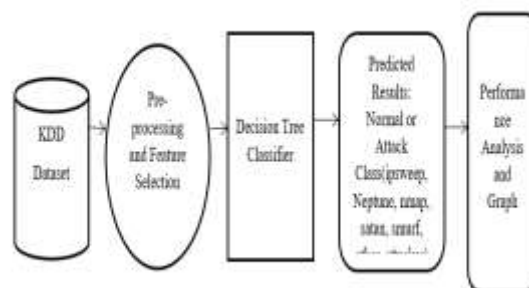 KDD
Dataset
Pre-
processing
and Feature
Selection
Decision Tree
Classifier
Predicted
Results:
Normal or
Attack
Class(ipsweep,
Neptune, nmap,
satan, smurf,
Performa
nce
Analysis
and
Graph